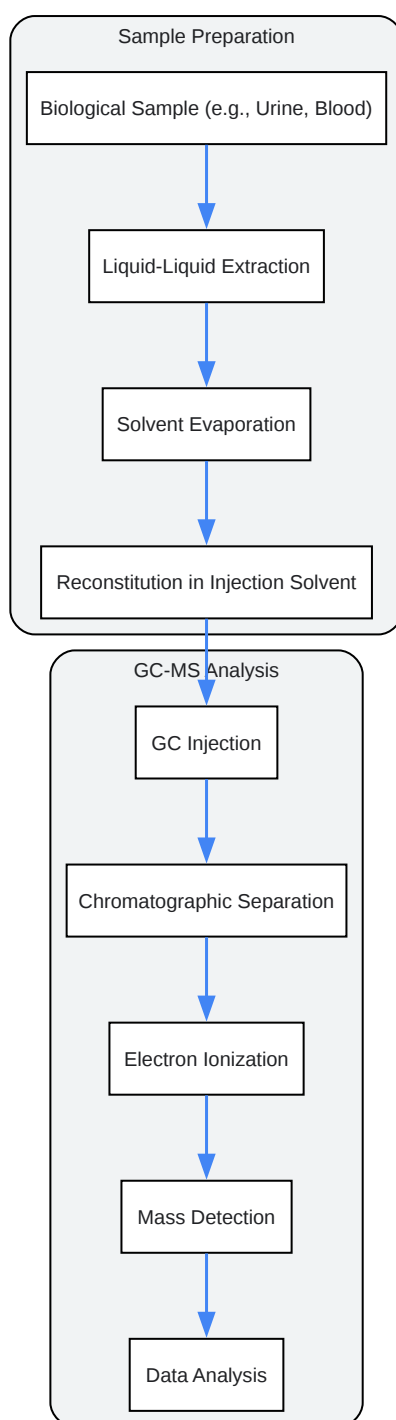 Sample Preparation
Biological Sample (e.g., Urine, Blood)
Liquid-Liquid Extraction
Solvent Evaporation
Reconstitution in Injection Solvent
GC-MS Analysis
GC Injection
Chromatographic Separation
Electron Ionization
Mass Detection
Data Analysis